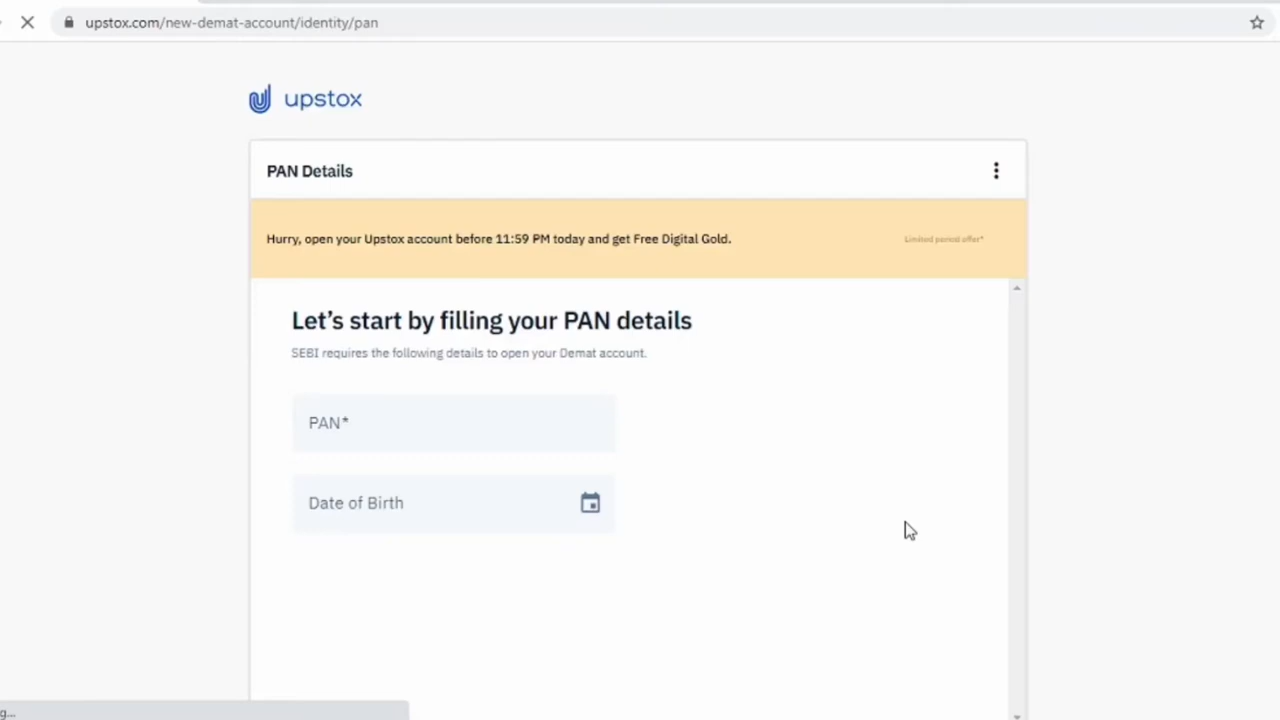 upstox.com/new-demat-account/identity/pan
upstox
PAN Details
Hurry, open your Upstox account before 11:59 PM today and get Free Digital Gold.
Limited period offer*
Let's start by filling your PAN details
SEBI requires the following details to open your Demat account.
PAN*
Date of Birth
g...